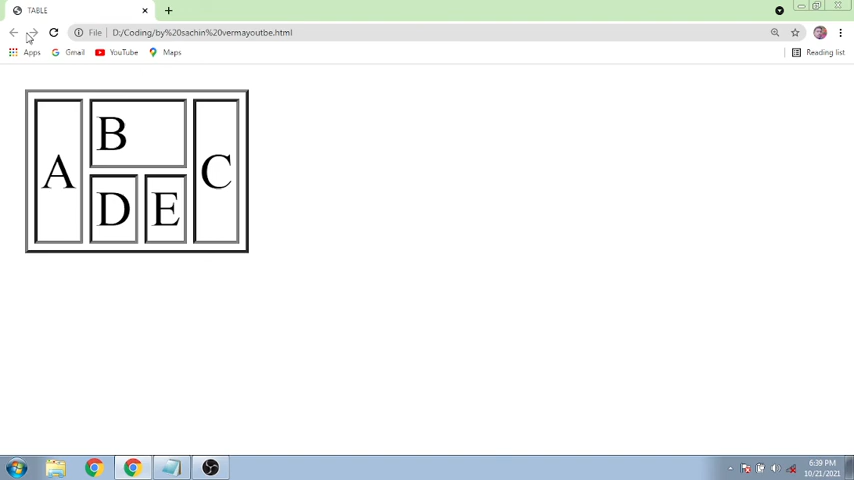 TABLE
File D:/Coding/by%20sachin%20vermayoutbe.html
Apps Gmail YouTube Maps Reading list
A B C
D E
6:39 PM
10/21/2021